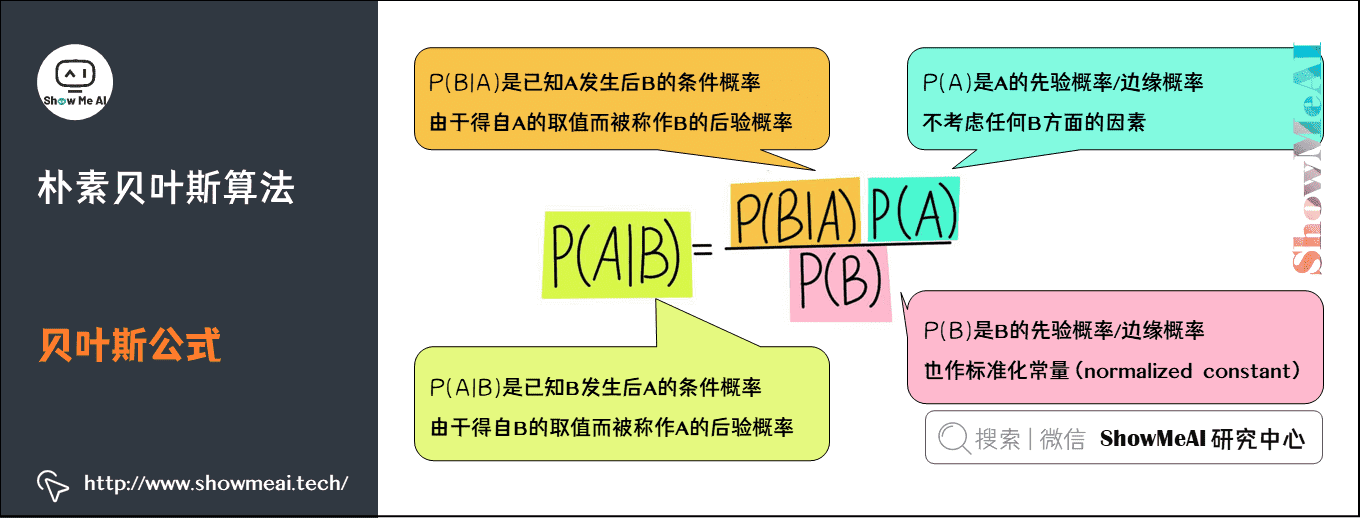 Show Me AI
朴素贝叶斯算法
贝叶斯公式
http://www.showmeai.tech/
P(B|A)是已知A发生后B的条件概率
由于得自A的取值而被称作B的后验概率
P(A)是A的先验概率/边缘概率
不考虑任何B方面的因素
ShowMeAI
P(A|B) = P(B|A) P(A)
P(B)
P(A|B)是已知B发生后A的条件概率
由于得自B的取值而被称作A的后验概率
P(B)是B的先验概率/边缘概率
也作标准化常量(normalized constant)
搜索|微信 ShowMeAI 研究中心